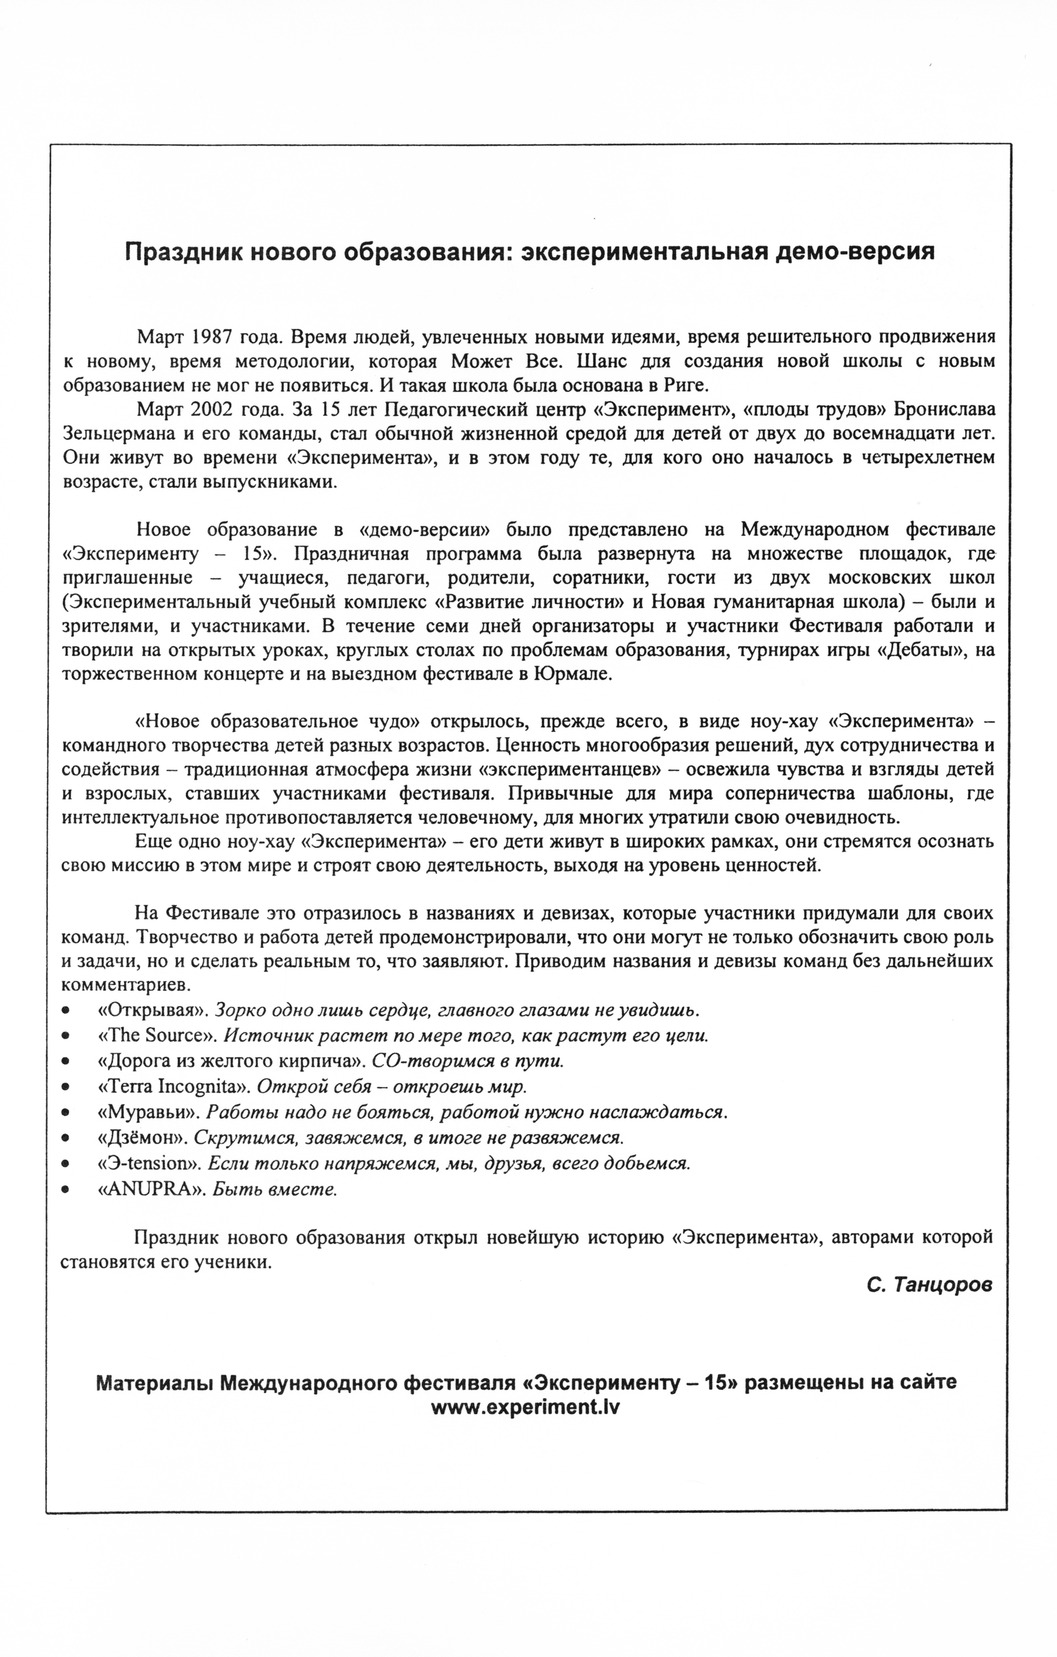 Праздник нового образования: экспериментальная демо-версия
Март 1987 года. Время людей, увлеченных новыми идеями, время решительного продвижения
к новому, время методологии, которая Может Все. Шанс для создания новой школы с новым
образованием не мог не появиться. И такая школа была основана в Риге.
Март 2002 года. За 15 лет Педагогический центр «Эксперимент», «плоды трудов» Бронислава
Зельцермана и его команды, стал обычной жизненной средой для детей от двух до восемнадцати лет.
Они живут во времени «Эксперимента», и в этом году те, для кого оно началось в четырехлетнем
возрасте, стали выпускниками.
Новое образование в «демо-версии» было представлено на Международном фестивале
«Эксперименту – 15». Праздничная программа была развернута на множестве площадок, где
приглашенные – учащиеся, педагоги, родители, соратники, гости из двух московских школ
(Экспериментальный учебный комплекс «Развитие личности» и Новая гуманитарная школа) – были и
зрителями, и участниками. В течение семи дней организаторы и участники Фестиваля работали и
творили на открытых уроках, круглых столах по проблемам образования, турнирах игры «Дебаты», на
торжественном концерте и на выездном фестивале в Юрмале.
«Новое образовательное чудо» открылось, прежде всего, в виде ноу-хау «Эксперимента» –
командного творчества детей разных возрастов. Ценность многообразия решений, дух сотрудничества и
содействия – традиционная атмосфера жизни «экспериментанцев» – освежила чувства и взгляды детей
и взрослых, ставших участниками фестиваля. Привычные для мира соперничества шаблоны, где
интеллектуальное противопоставляется человечному, для многих утратили свою очевидность.
Еще одно ноу-хау «Эксперимента» – его дети живут в широких рамках, они стремятся осознать
свою миссию в этом мире и строят свою деятельность, выходя на уровень ценностей.
На Фестивале это отразилось в названиях и девизах, которые участники придумали для своих
команд. Творчество и работа детей продемонстрировали, что они могут не только обозначить свою роль
и задачи, но и сделать реальным то, что заявляют. Приводим названия и девизы команд без дальнейших
комментариев.
• «Открывая». Зорко одно лишь сердце, главного глазами не увидишь.
• «The Source». Источник растет по мере того, как растут его цели.
• «Дорога из желтого кирпича». СО-творимся в пути.
• «Terra Incognita». Открой себя – откроешь мир.
• «Муравьи». Работы надо не бояться, работой нужно наслаждаться.
• «Дзёмон». Скрутимся, завяжемся, в итоге не развяжемся.
• «Э-tension». Если только напряжемся, мы, друзья, всего добьемся.
• «ANUPRA». Быть вместе.
Праздник нового образования открыл новейшую историю «Эксперимента», авторами которой
становятся его ученики.
С. Танцоров
Материалы Международного фестиваля «Эксперименту – 15» размещены на сайте
www.experiment.lv